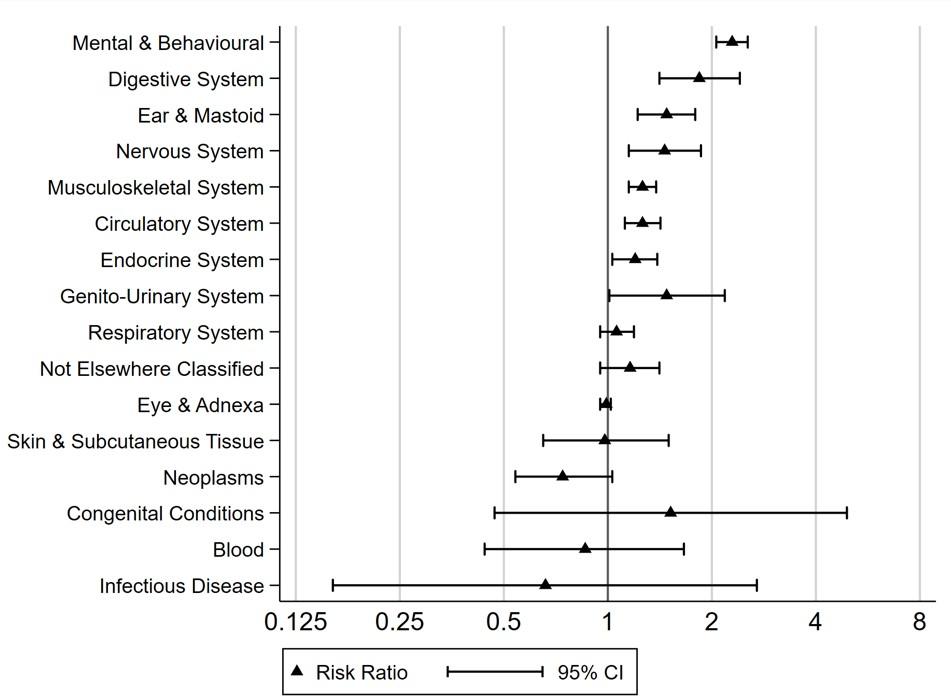 Mental & Behavioural
Digestive System
Ear & Mastoid
Nervous System
Musculoskeletal System
Circulatory System
Endocrine System
Genito-Urinary System
Respiratory System
Not Elsewhere Classified
Eye & Adnexa
Skin & Subcutaneous Tissue
Neoplasms
Congenital Conditions
Blood
Infectious Disease
0.125 0.25 0.5 1 2 4 8
Risk Ratio 95% CI